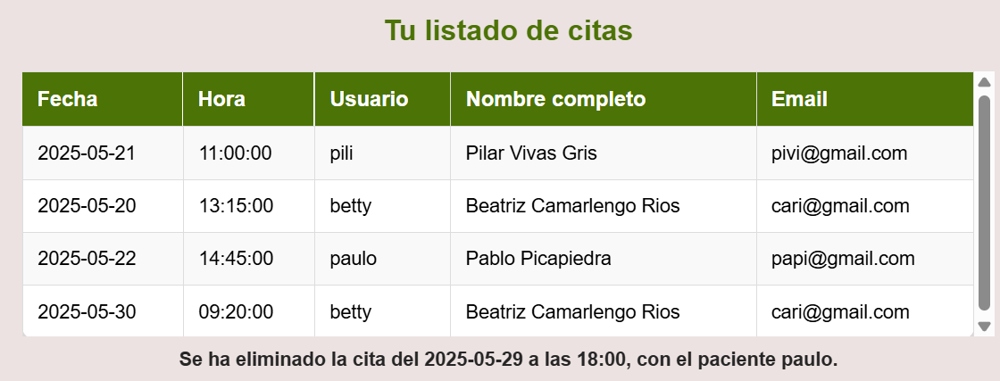 Tu listado de citas
Fecha Hora Usuario Nombre completo Email
2025-05-21 11:00:00 pili Pilar Vivas Gris pivi@gmail.com
2025-05-20 13:15:00 betty Beatriz Camarlengo Rios cari@gmail.com
2025-05-22 14:45:00 paulo Pablo Picapiedra papi@gmail.com
2025-05-30 09:20:00 betty Beatriz Camarlengo Rios cari@gmail.com
Se ha eliminado la cita del 2025-05-29 a las 18:00, con el paciente paulo.